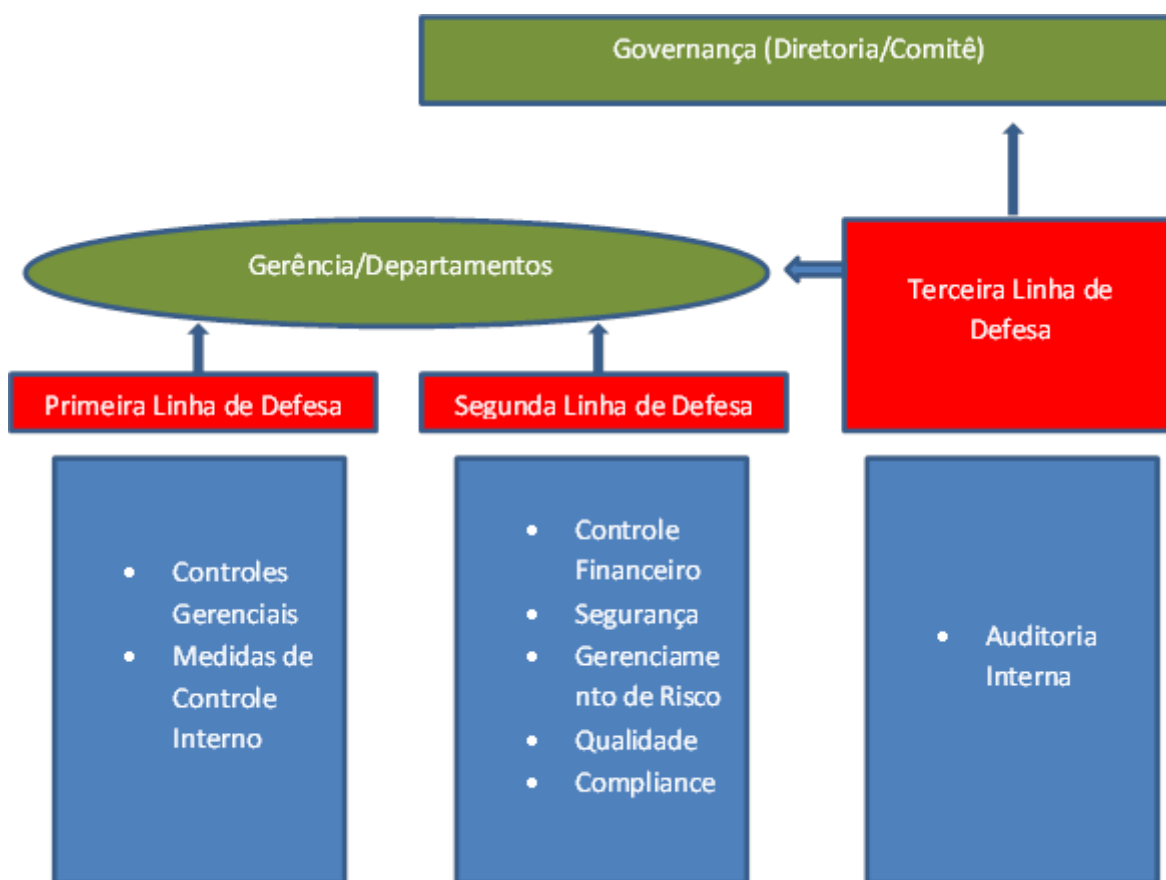 Governança (Diretoria/Comitê)
Gerência/Departamentos
Terceira Linha de
Defesa
Primeira Linha de Defesa
Segunda Linha de Defesa
• Controles
Gerenciais
• Medidas de
Controle
Interno
• Controle
Financeiro
• Segurança
• Gerenciame
nto de Risco
• Qualidade
• Compliance
• Auditoria
Interna